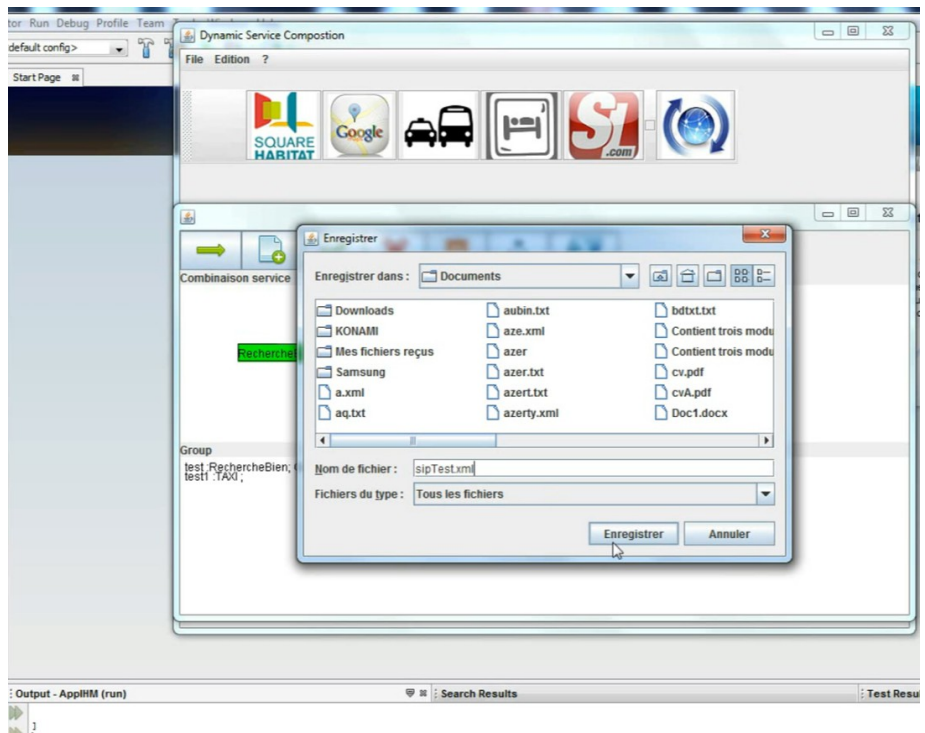 tor Run Debug Profile Team
default config>
Start Page
Dynamic Service Compostion
File Edition ?
SQUARE
HABITAT
Google
SL
.com
Enregistrer
Enregistrer dans : Documents
Combinaison service
Downloads aubin.txt bdtxt.txt
KONAMI aze.xml Contient trois modu
Mes fichiers reçus azer Contient trois modu
Samsung azer.txt cv.pdf
a.xml azert.txt cvA.pdf
aq.txt azerty.xml Doc1.docx
Recherche
Group
test :RechercheBien;
test1 :TAXI ;
Nom de fichier : sipTest.xml
Fichiers du type : Tous les fichiers
Enregistrer Annuler
Output - AppIHM (run) Search Results Test Resu